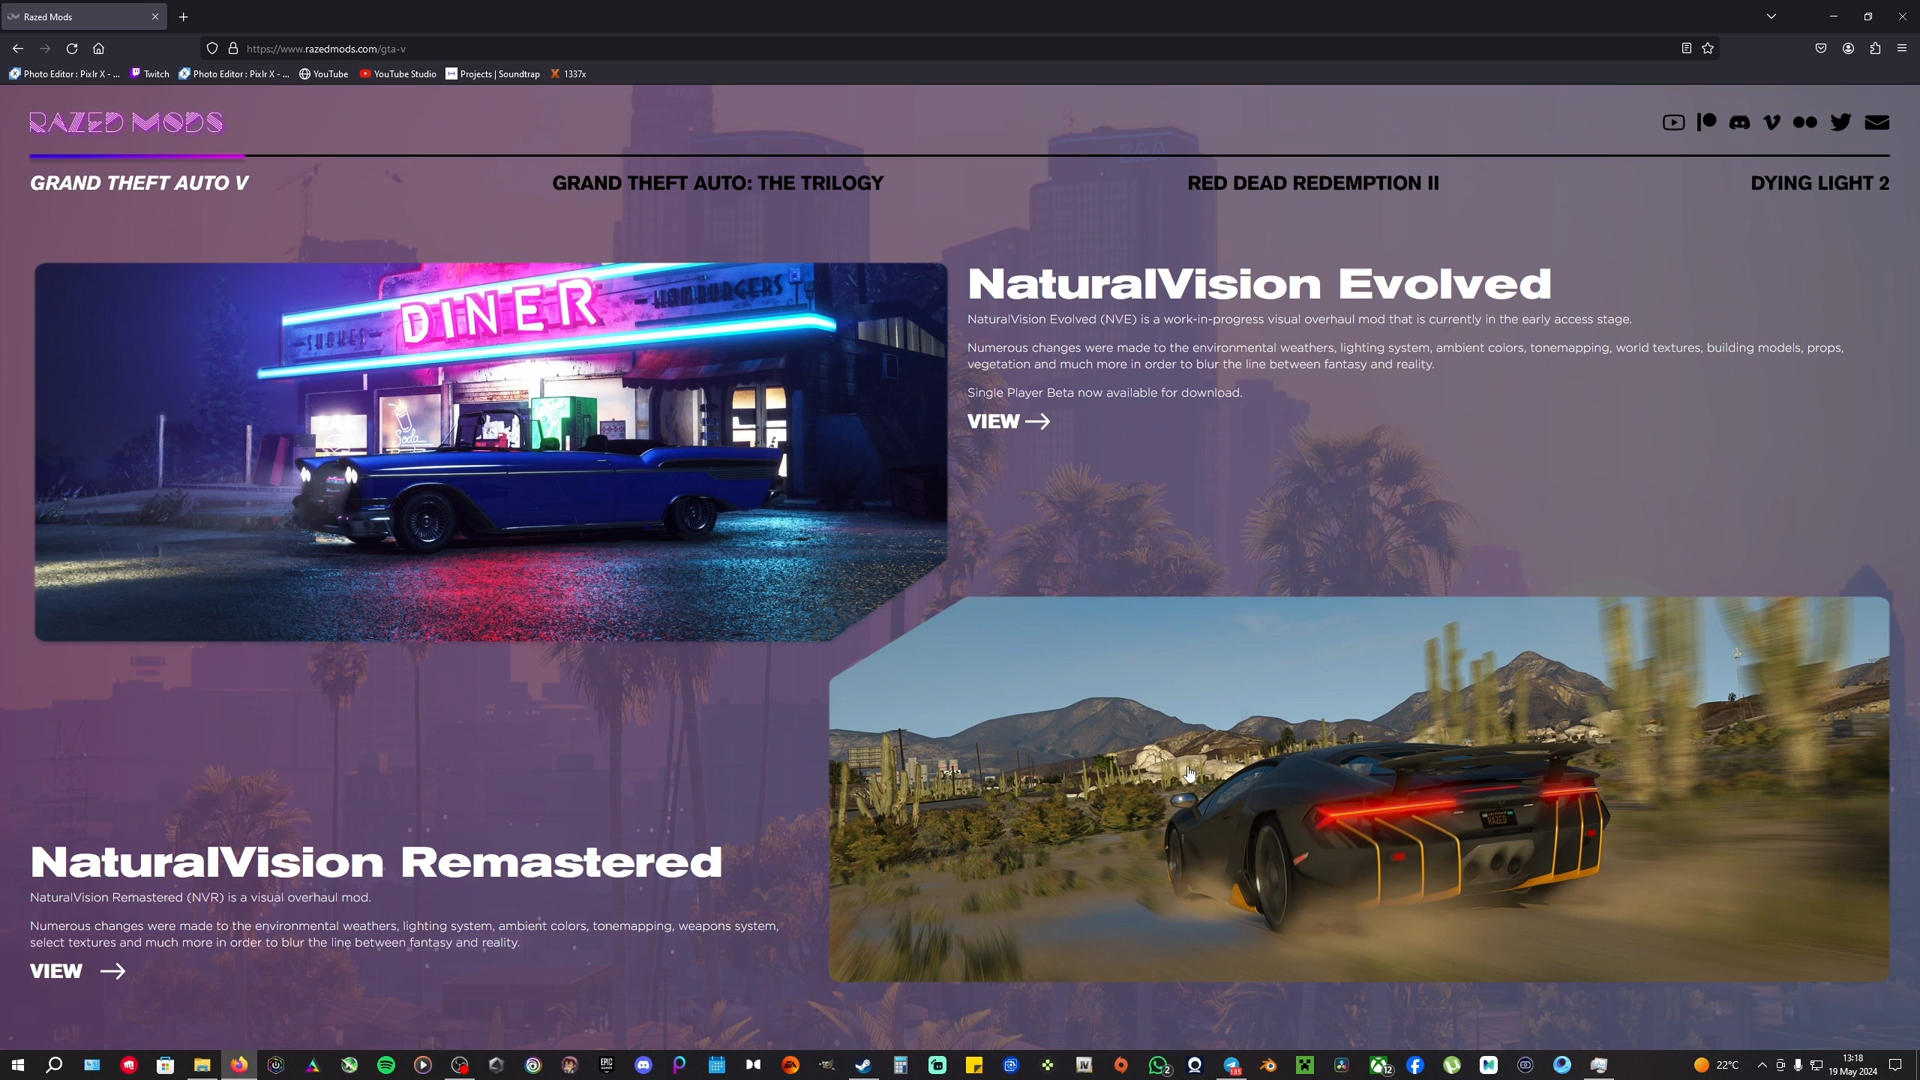 Razed Mods
https://www.razedmods.com/gta-v
Photo Editor : Pixlr X - ...
Twitch
Photo Editor : Pixlr X - ...
YouTube
YouTube Studio
Projects | Soundtrap
1337x
RAZED MODS
GRAND THEFT AUTO V
GRAND THEFT AUTO: THE TRILOGY
RED DEAD REDEMPTION II
DYING LIGHT 2
DINER
SHAKES
HAMBURGERS
Soda
NaturalVision Evolved
NaturalVision Evolved (NVE) is a work-in-progress visual overhaul mod that is currently in the early access stage.
Numerous changes were made to the environmental weathers, lighting system, ambient colors, tonemapping, world textures, building models, props,
vegetation and much more in order to blur the line between fantasy and reality.
Single Player Beta now available for download.
VIEW
RAZED
NaturalVision Remastered
NaturalVision Remastered (NVR) is a visual overhaul mod.
Numerous changes were made to the environmental weathers, lighting system, ambient colors, tonemapping, weapons system,
select textures and much more in order to blur the line between fantasy and reality.
VIEW
22°C
13:18
19 May 2024